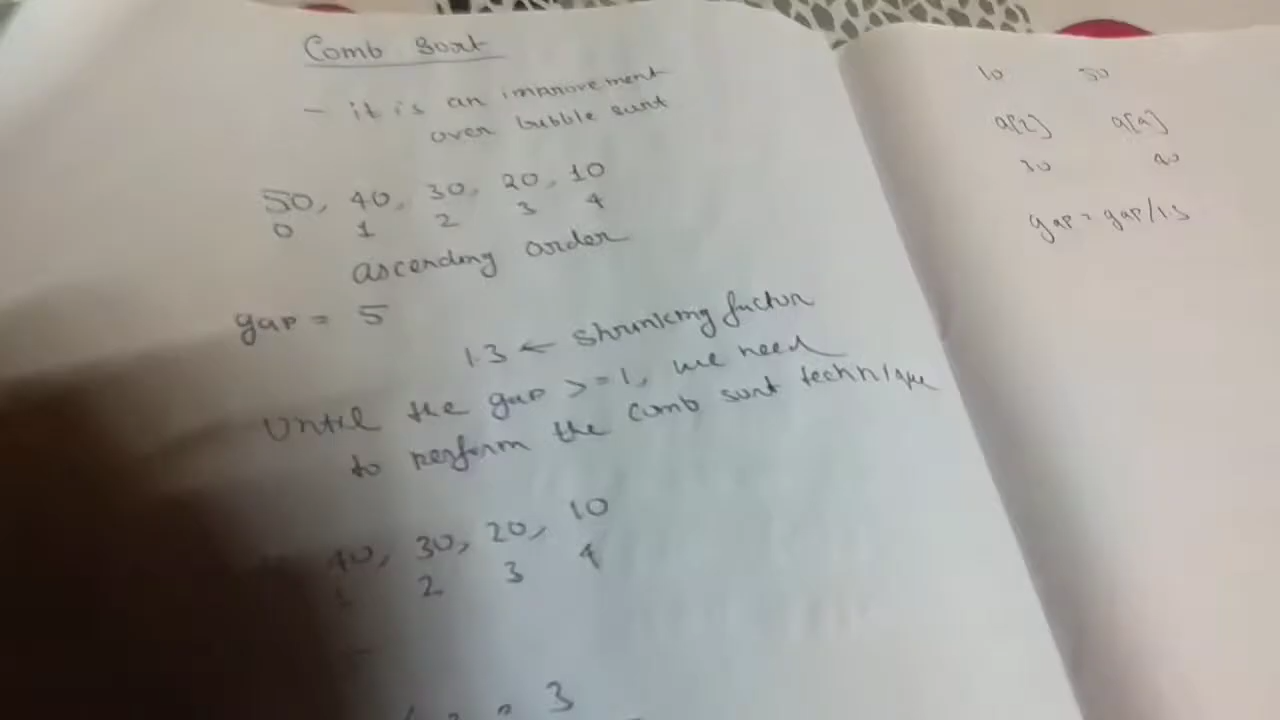 Comb Sort
- it is an improvement
over bubble sort
50, 40, 30, 20, 10
0 1 2 3 4
ascending order
gap = 5
1.3 ← shrinking factor
Until the gap >=1, we need
to perform the comb sort technique
40, 30, 20, 10
2 3 4
3
10 50
a[2] a[4]
30 40
gap = gap/1.3